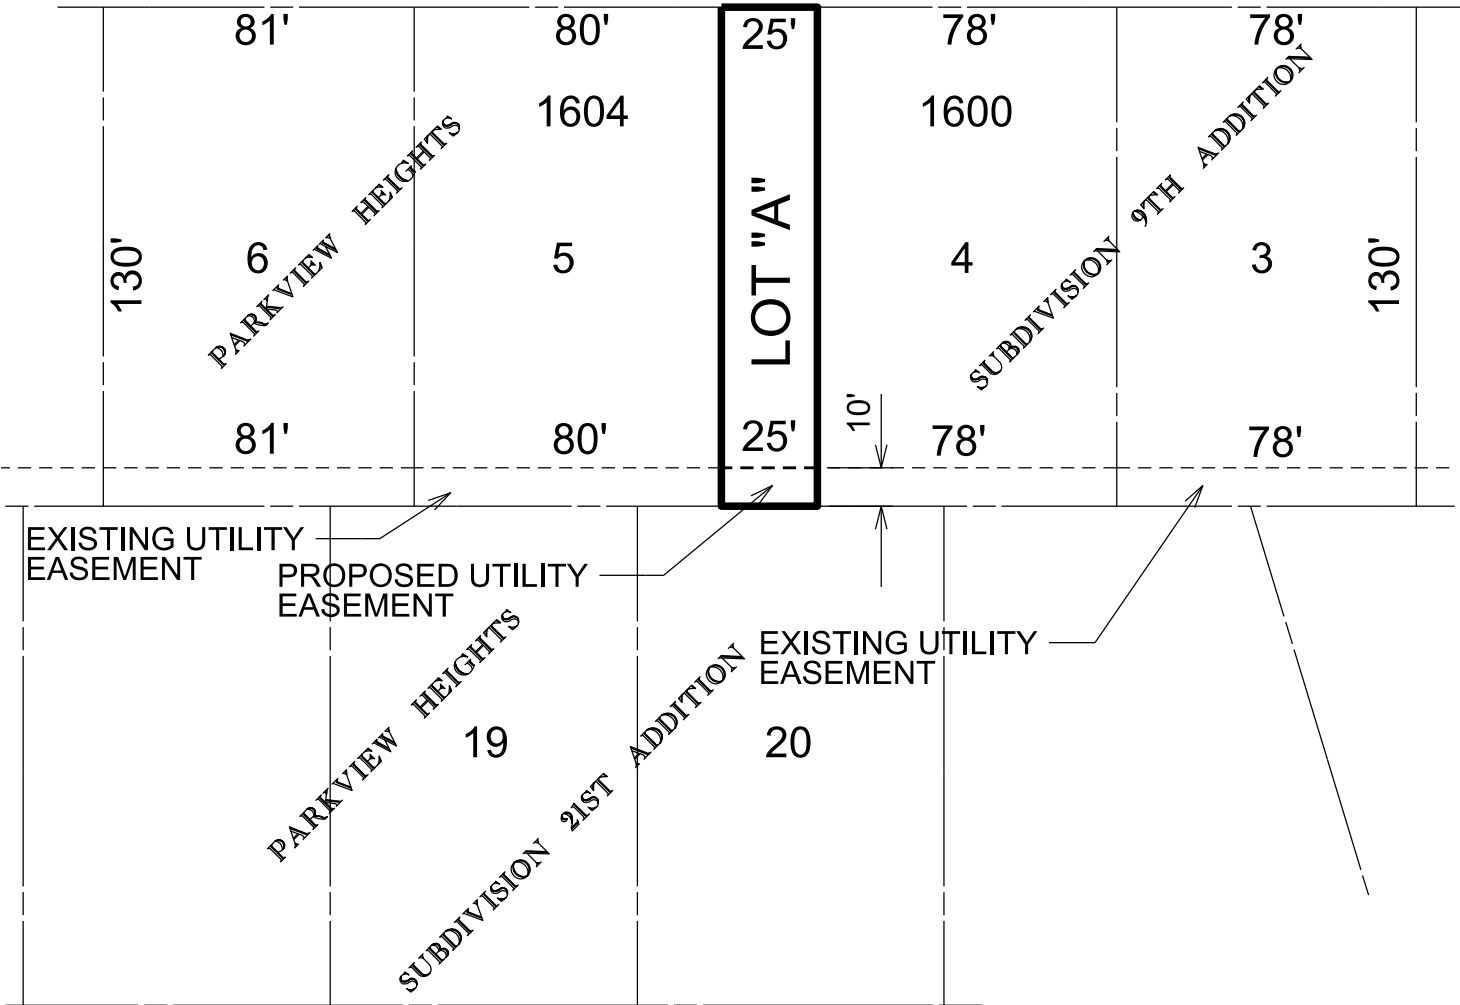 81'
80'
25'
78'
78'
1604
1600
PARKVIEW HEIGHTS
SUBDIVISION 9TH ADDITION
LOT "A"
130'
6
5
4
3
130'
10'
81'
80'
25'
78'
78'
EXISTING UTILITY
EASEMENT
PROPOSED UTILITY
EASEMENT
EXISTING UTILITY
EASEMENT
PARKVIEW HEIGHTS
SUBDIVISION 21ST ADDITION
19
20